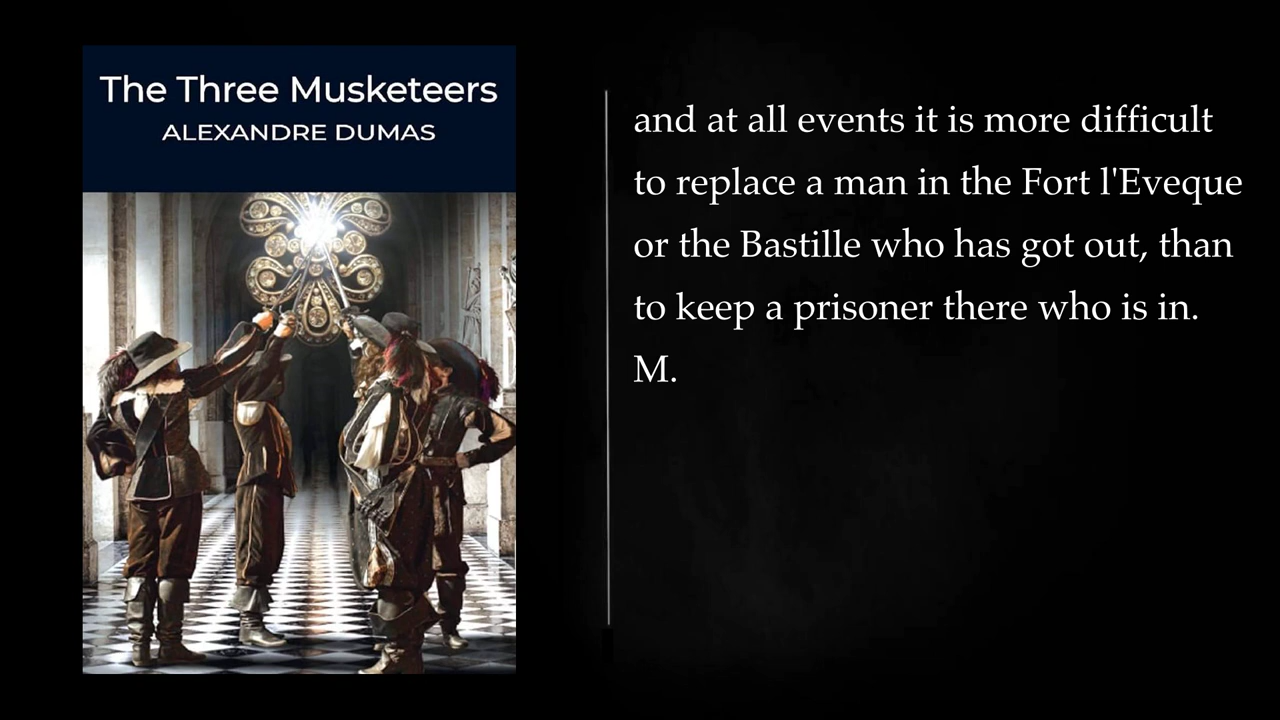 The Three Musketeers
ALEXANDRE DUMAS
and at all events it is more difficult
to replace a man in the Fort l'Eveque
or the Bastille who has got out, than
to keep a prisoner there who is in.
M.